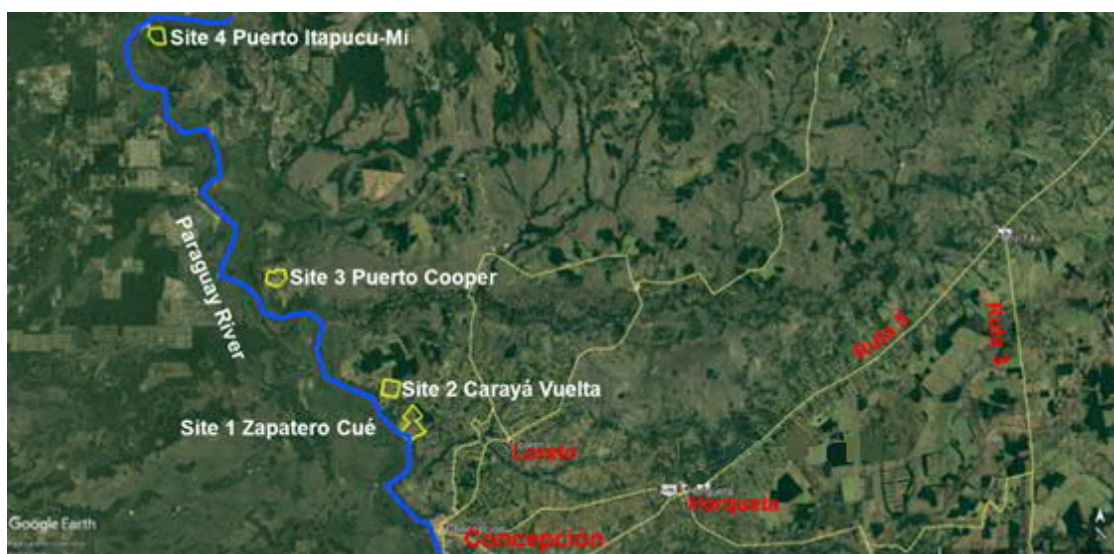 Site 4 Puerto Itapucu-Mi
Paraguay River
Site 3 Puerto Cooper
Ruta 5
Ruta 3
Site 2 Carayá Vuelta
Site 1 Zapatero Cué
Loreto
Horqueta
Google Earth
Concepción